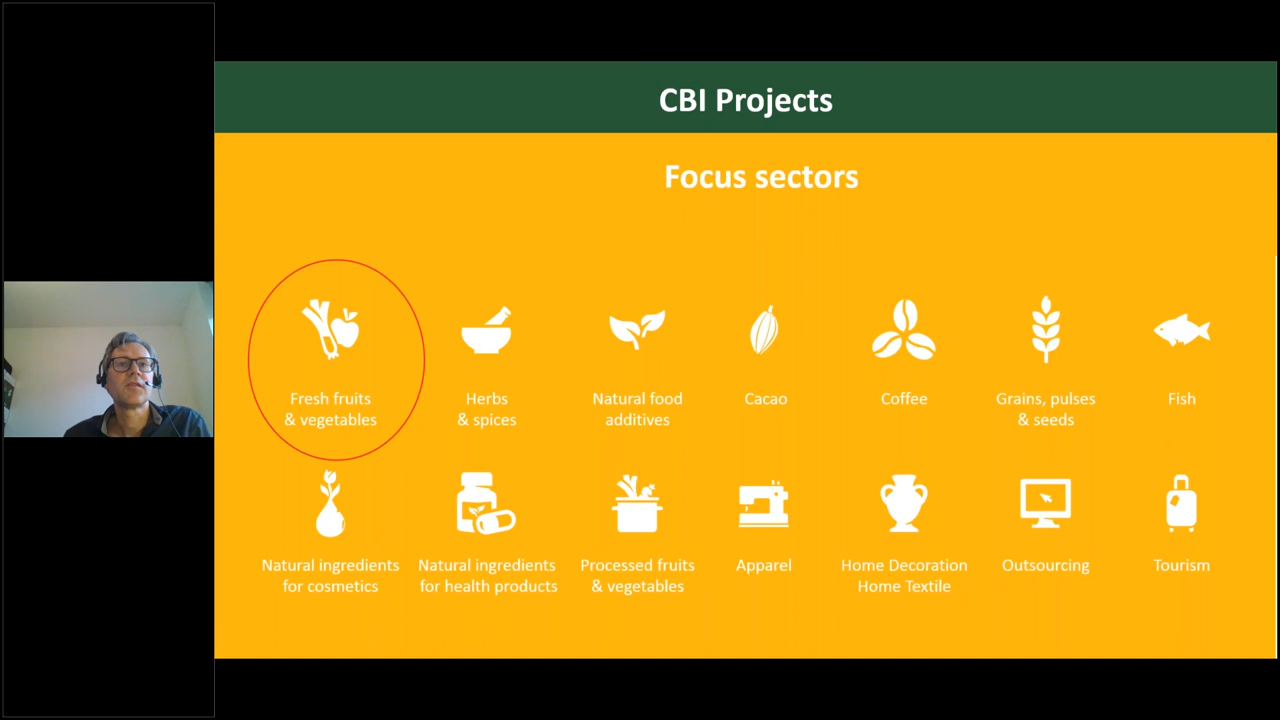 CBI Projects
Focus sectors
Fresh fruits
& vegetables
Herbs
& spices
Natural food
additives
Cacao
Coffee
Grains, pulses
& seeds
Fish
Natural ingredients
for cosmetics
Natural ingredients
for health products
Processed fruits
& vegetables
Apparel
Home Decoration
Home Textile
Outsourcing
Tourism